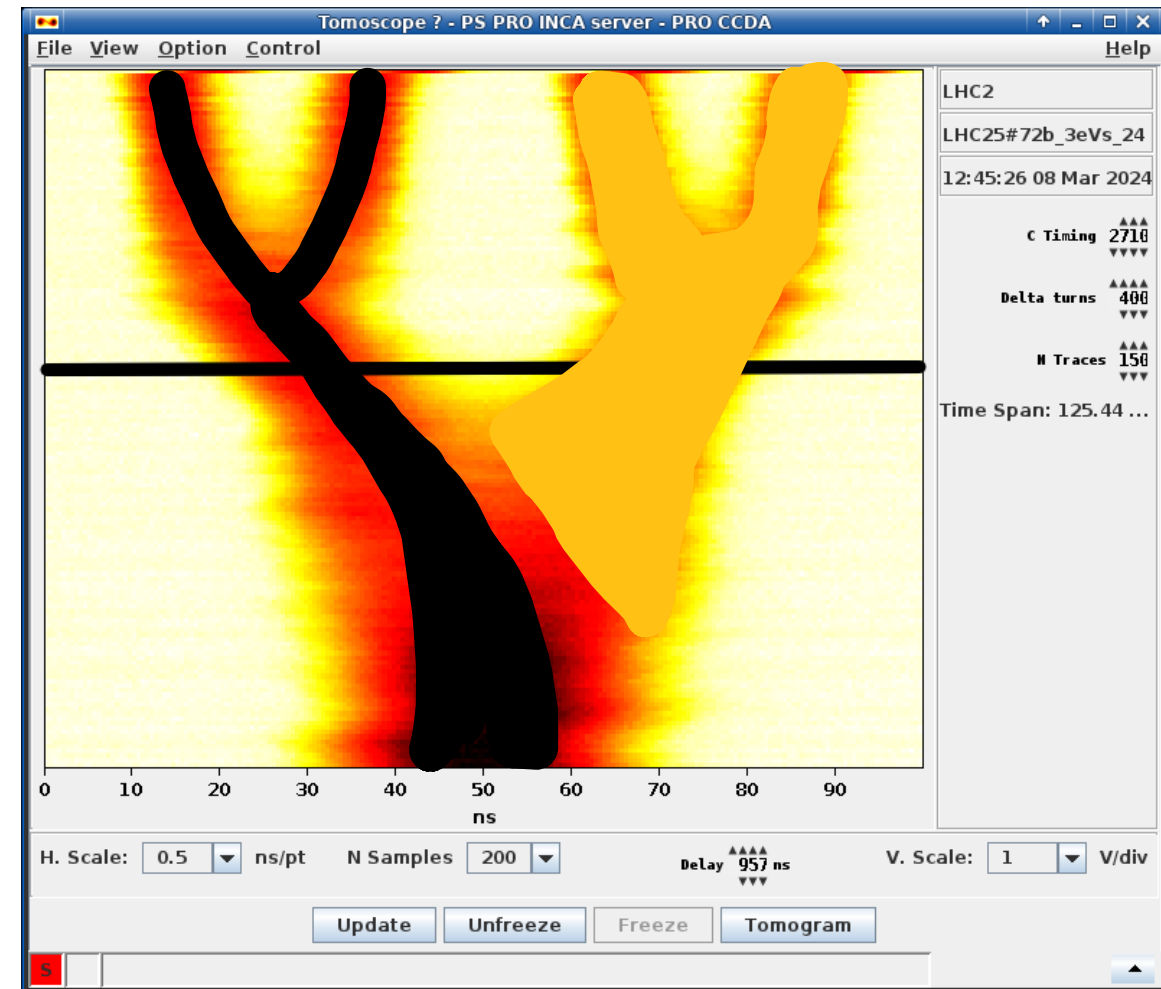 Tomoscope ? - PS PRO INCA server - PRO CCDA
File View Option Control Help
LHC2
LHC25#72b_3eVs_24
12:45:26 08 Mar 2024
C Timing 2710
Delta turns 400
N Traces 150
Time Span: 125.44 ...
0 10 20 30 40 50 60 70 80 90
ns
H. Scale: 0.5 ns/pt N Samples 200 Delay 957 ns V. Scale: 1 V/div
Update Unfreeze Freeze Tomogram
S